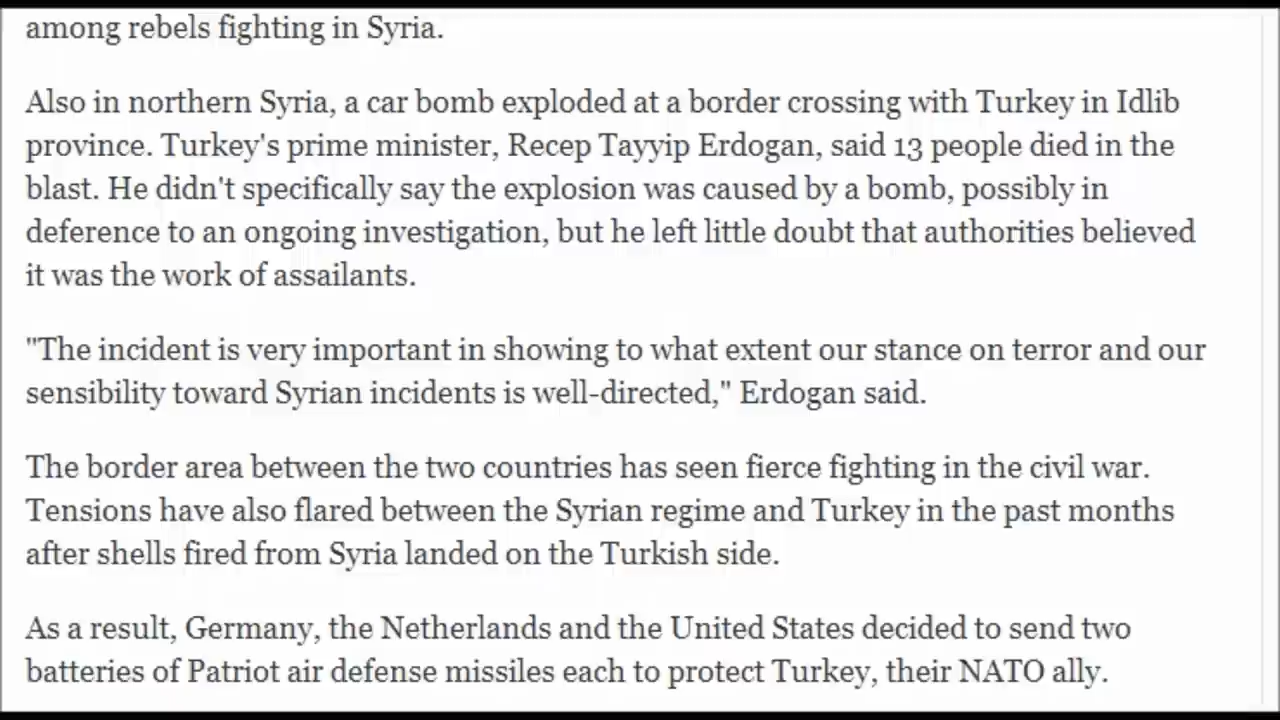 among rebels fighting in Syria.
Also in northern Syria, a car bomb exploded at a border crossing with Turkey in Idlib
province. Turkey's prime minister, Recep Tayyip Erdogan, said 13 people died in the
blast. He didn't specifically say the explosion was caused by a bomb, possibly in
deference to an ongoing investigation, but he left little doubt that authorities believed
it was the work of assailants.
"The incident is very important in showing to what extent our stance on terror and our
sensibility toward Syrian incidents is well-directed," Erdogan said.
The border area between the two countries has seen fierce fighting in the civil war.
Tensions have also flared between the Syrian regime and Turkey in the past months
after shells fired from Syria landed on the Turkish side.
As a result, Germany, the Netherlands and the United States decided to send two
batteries of Patriot air defense missiles each to protect Turkey, their NATO ally.